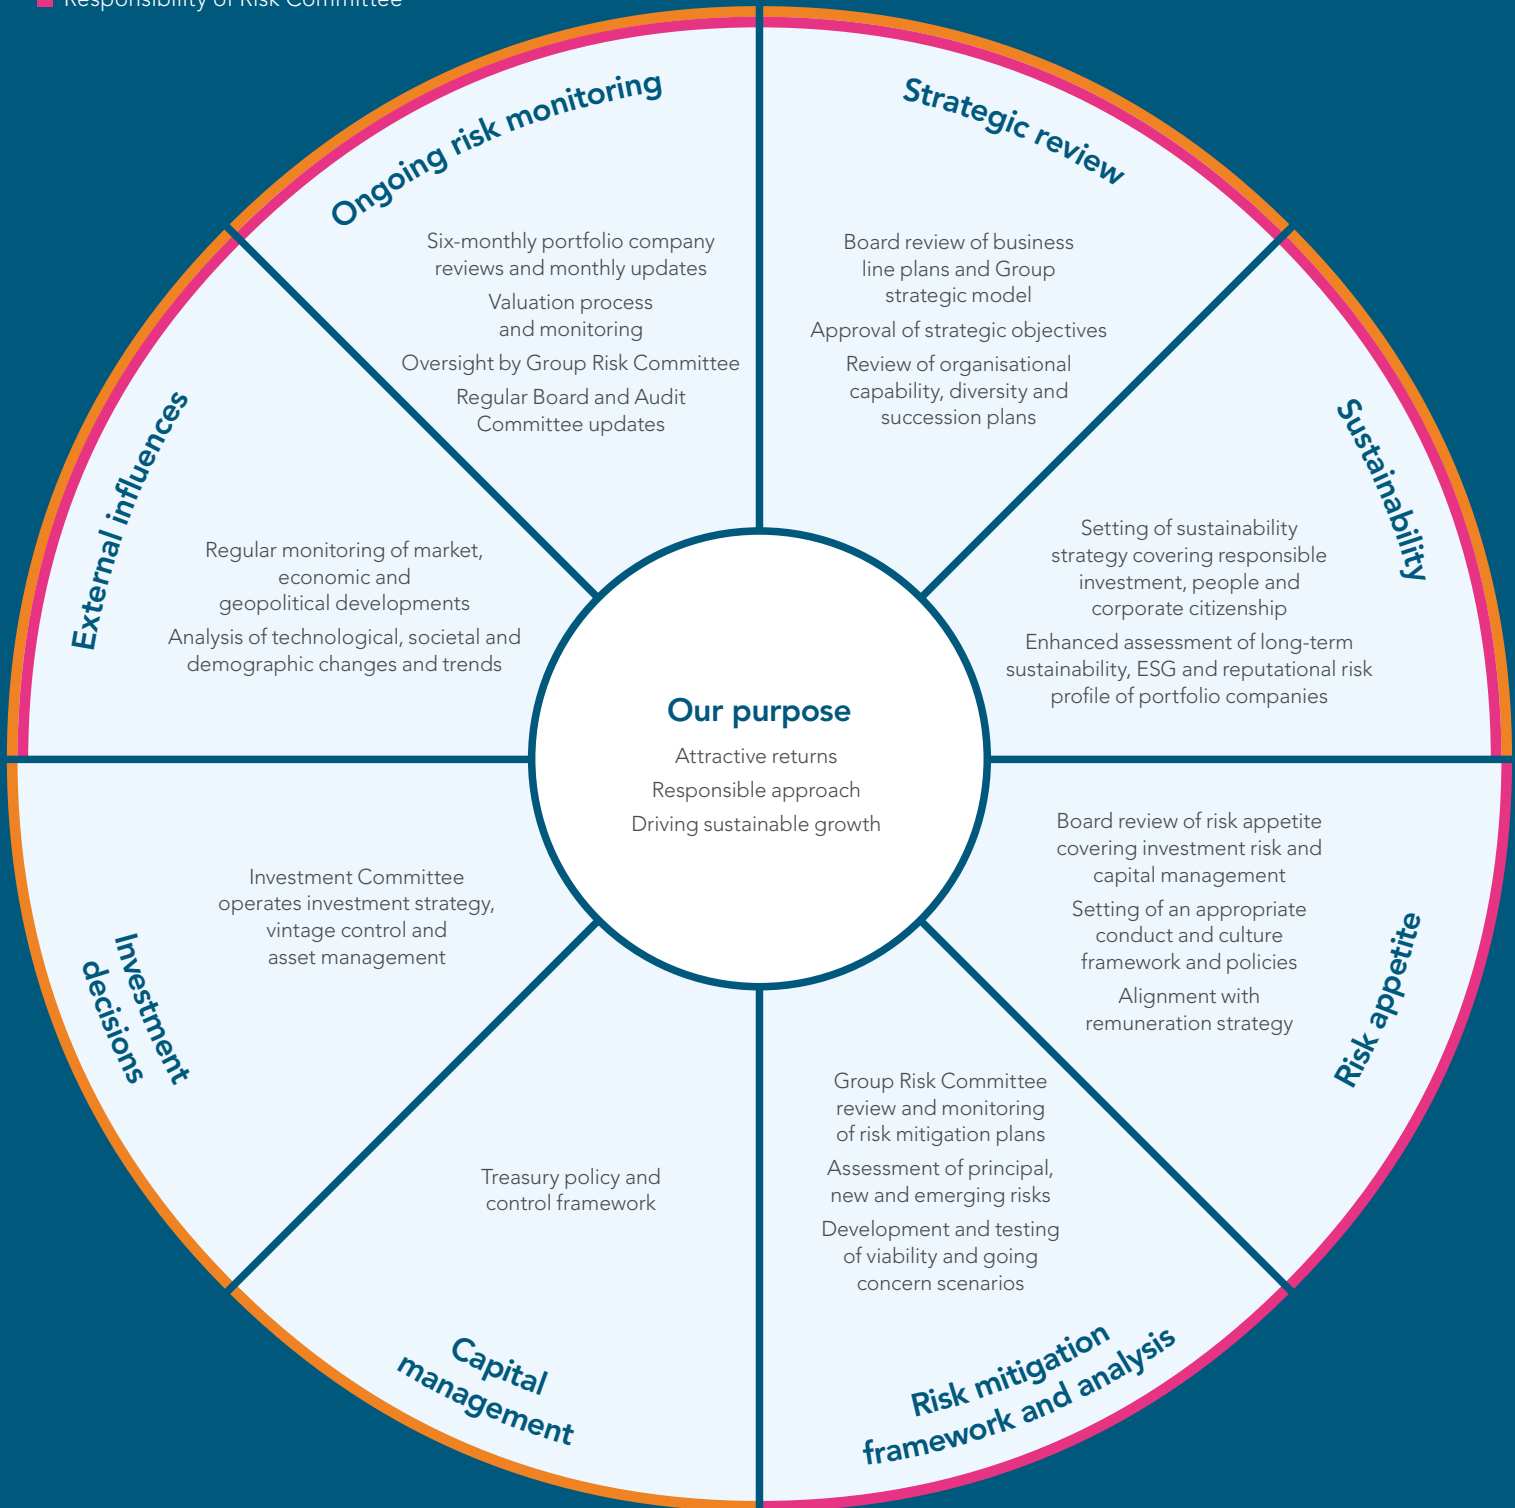 Responsibility of Risk Committee
Ongoing risk monitoring
Six-monthly portfolio company
reviews and monthly updates
Valuation process
and monitoring
Oversight by Group Risk Committee
Regular Board and Audit
Committee updates
Strategic review
Board review of business
line plans and Group
strategic model
Approval of strategic objectives
Review of organisational
capability, diversity and
succession plans
Sustainability
Setting of sustainability
strategy covering responsible
investment, people and
corporate citizenship
Enhanced assessment of long-term
sustainability, ESG and reputational risk
profile of portfolio companies
External influences
Regular monitoring of market,
economic and
geopolitical developments
Analysis of technological, societal and
demographic changes and trends
Our purpose
Attractive returns
Responsible approach
Driving sustainable growth
Risk appetite
Board review of risk appetite
covering investment risk and
capital management
Setting of an appropriate
conduct and culture
framework and policies
Alignment with
remuneration strategy
Investment
decisions
Investment Committee
operates investment strategy,
vintage control and
asset management
Capital
management
Treasury policy and
control framework
Group Risk Committee
review and monitoring
of risk mitigation plans
Assessment of principal,
new and emerging risks
Development and testing
of viability and going
concern scenarios
Risk mitigation
framework and analysis